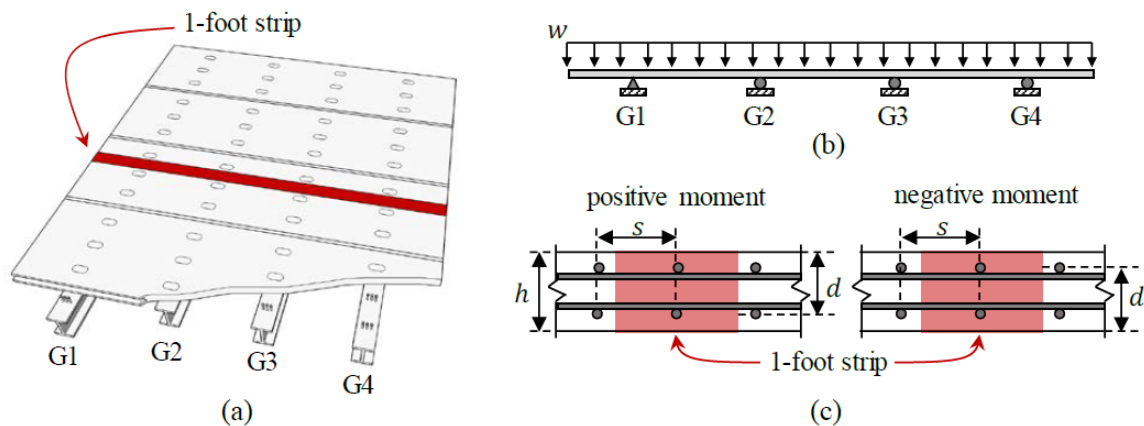 1-foot strip
G1
G2
G3
G4
(a)
w
G1 G2 G3 G4
(b)
positive moment negative moment
s s
h d d
1-foot strip
(c)